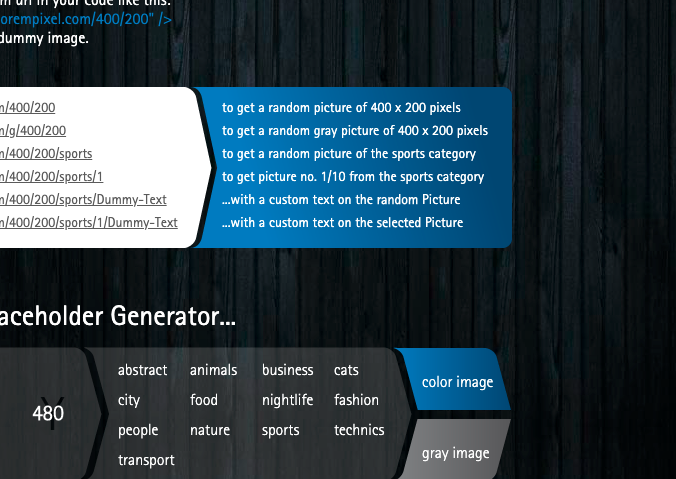 m url in your code like this:
orempixel.com/400/200" />
dummy image.
m/400/200 to get a random picture of 400 x 200 pixels
m/g/400/200 to get a random gray picture of 400 x 200 pixels
m/400/200/sports to get a random picture of the sports category
m/400/200/sports/1 to get picture no. 1/10 from the sports category
m/400/200/sports/Dummy-Text ...with a custom text on the random Picture
m/400/200/sports/1/Dummy-Text ...with a custom text on the selected Picture
aceholder Generator...
abstract animals business cats
color image
city food nightlife fashion
Y
480
people nature sports technics
gray image
transport